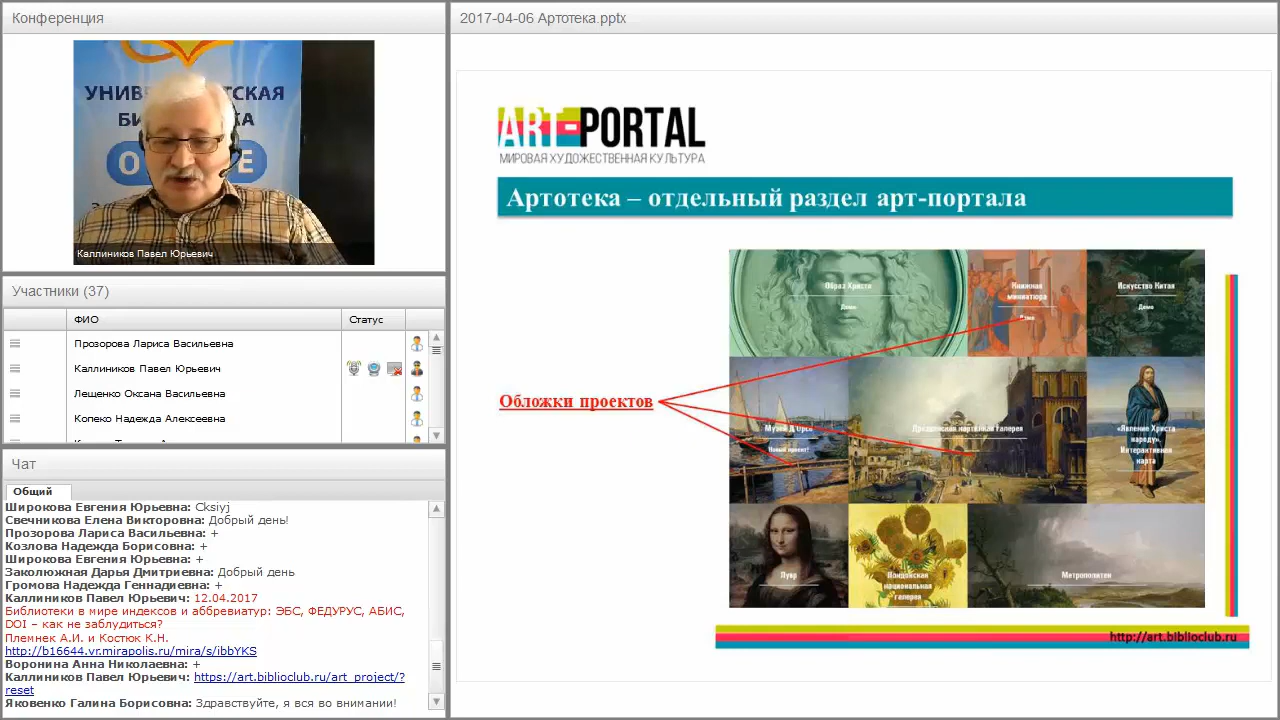 Конференция
УНИВ
ТСКАЯ
БИ
КА
О
Е
Каллиников Павел Юрьевич
Участники (37)
ФИО
Статус
Прозорова Лариса Васильевна
Каллиников Павел Юрьевич
Лещенко Оксана Васильевна
Копеко Надежда Алексеевна
Чат
Общий
Широкова Евгения Юрьевна: Cksiyj
Свечникова Елена Викторовна: Добрый день!
Прозорова Лариса Васильевна: +
Козлова Надежда Борисовна: +
Широкова Евгения Юрьевна: +
Заколюжная Дарья Дмитриевна: Добрый день
Громова Надежда Геннадиевна: +
Каллиников Павел Юрьевич: 12.04.2017
Библиотеки в мире индексов и аббревиатур: ЭБС, ФЕДУРУС, АБИС,
DOI – как не заблудиться?
Племнек А.И. и Костюк К.Н.
http://b16644.vr.mirapolis.ru/mira/s/ibbYKS
Воронина Анна Николаевна: +
Каллиников Павел Юрьевич: https://art.biblioclub.ru/art_project/?
reset
Яковенко Галина Борисовна: Здравствуйте, я вся во внимании!
2017-04-06 Артотека.pptx
ART-PORTAL
МИРОВАЯ ХУДОЖЕСТВЕННАЯ КУЛЬТУРА
Артотека – отдельный раздел арт-портала
Образ Христа
Демо
Книжная
миниатюра
Демо
Искусство Китая
Демо
Обложки проектов
Музей Д'Орсе
Новый проект!
Дрезденская картинная галерея
«Явление Христа
народу».
Интерактивная
карта
Лувр
Лондонская
национальная
галерея
Метрополитен
http://art.biblioclub.ru